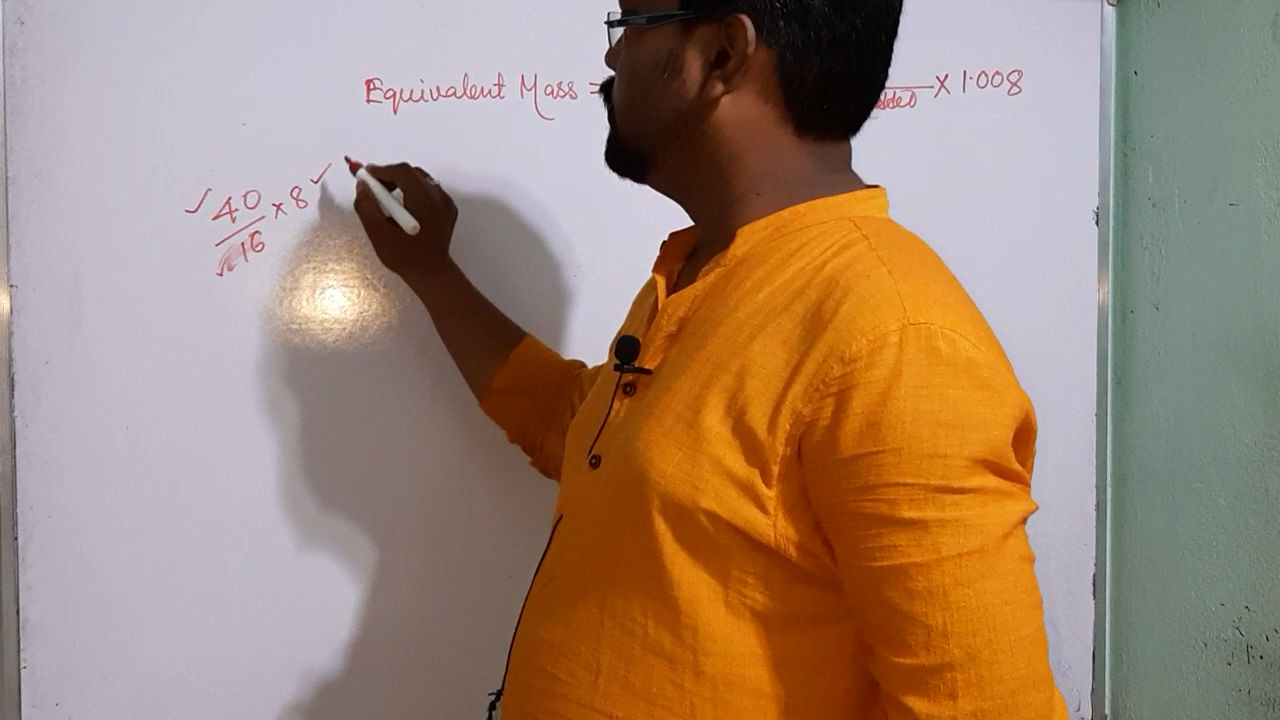 Equivalent Mass = × 1.008
✓ 40 × 8 ✓
16